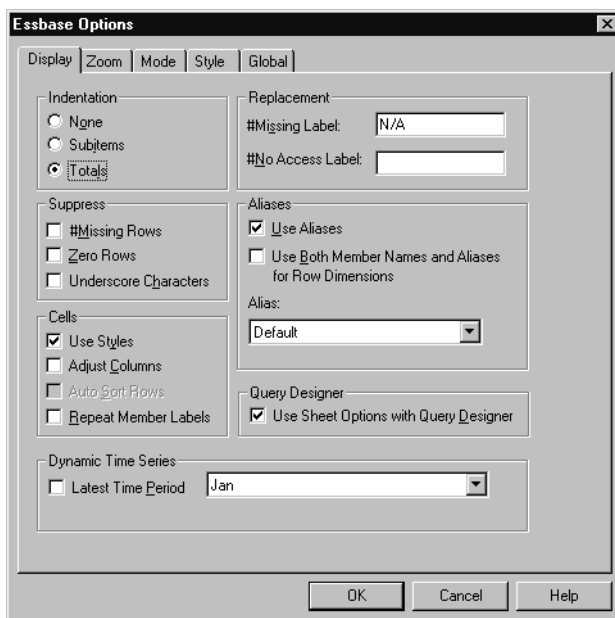 Essbase Options
Display Zoom Mode Style Global
Indentation
None
Subitems
Totals
Replacement
#Missing Label: N/A
#No Access Label:
Suppress
#Missing Rows
Zero Rows
Underscore Characters
Aliases
Use Aliases
Use Both Member Names and Aliases
for Row Dimensions
Alias:
Default
Cells
Use Styles
Adjust Columns
Auto Sort Rows
Repeat Member Labels
Query Designer
Use Sheet Options with Query Designer
Dynamic Time Series
Latest Time Period Jan
OK Cancel Help